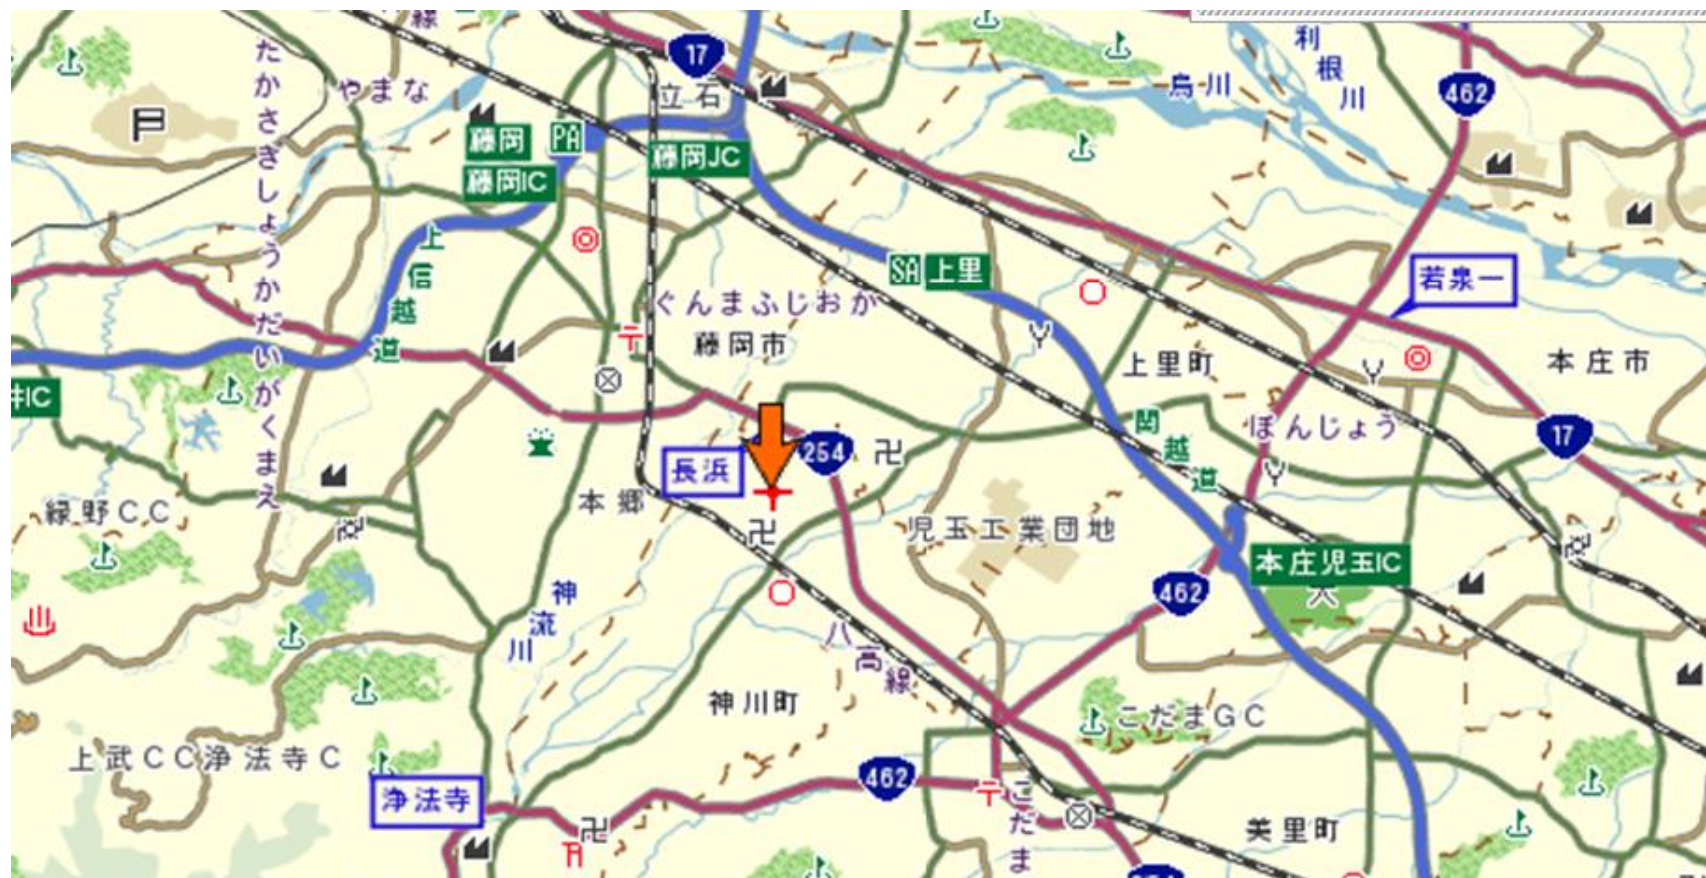 線
17
利根川
烏川
462
たかさきしょうかだいがくまえ
やまな
立石
藤岡
PA
藤岡JC
藤岡IC
上信越道
SA
上里
若泉一
ぐんまふじおか
藤岡市
上里町
本庄市
井IC
関越道
ほんじょう
17
254
長浜
本郷
緑野CC
児玉工業団地
本庄児玉IC
462
神流川
八高線
神川町
こだまGC
上武CC浄法寺C
462
浄法寺
こだま
美里町